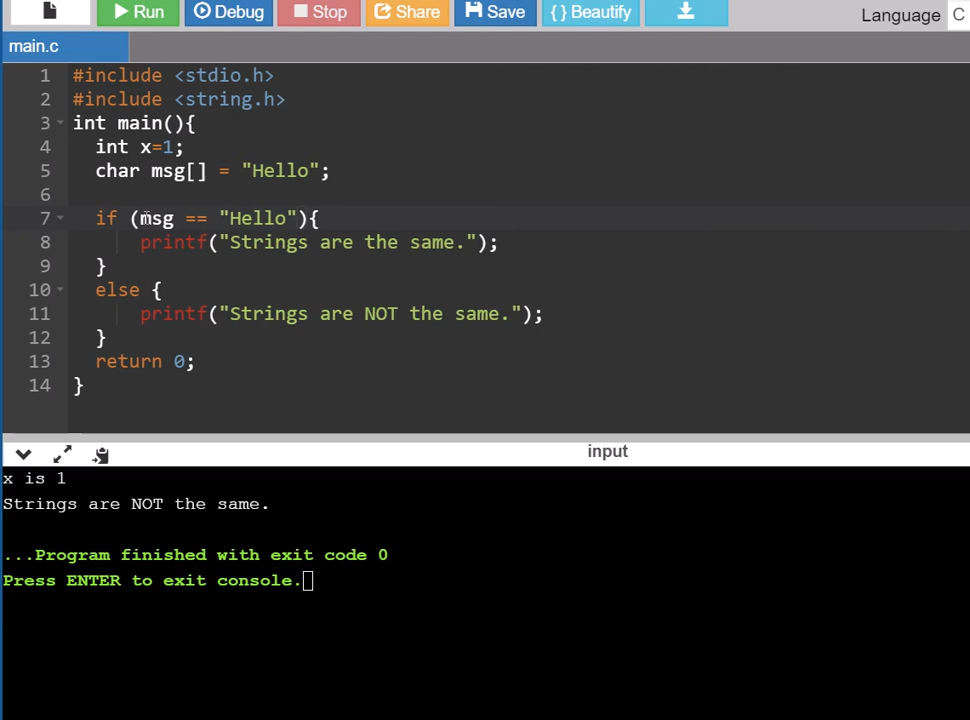 Run Debug Stop Share Save { } Beautify Language C
main.c
1 #include <stdio.h>
2 #include <string.h>
3 int main(){
4 int x=1;
5 char msg[] = "Hello";
6
7 if (msg == "Hello"){
8 printf("Strings are the same.");
9 }
10 else {
11 printf("Strings are NOT the same.");
12 }
13 return 0;
14 }
input
x is 1
Strings are NOT the same.
...Program finished with exit code 0
Press ENTER to exit console.